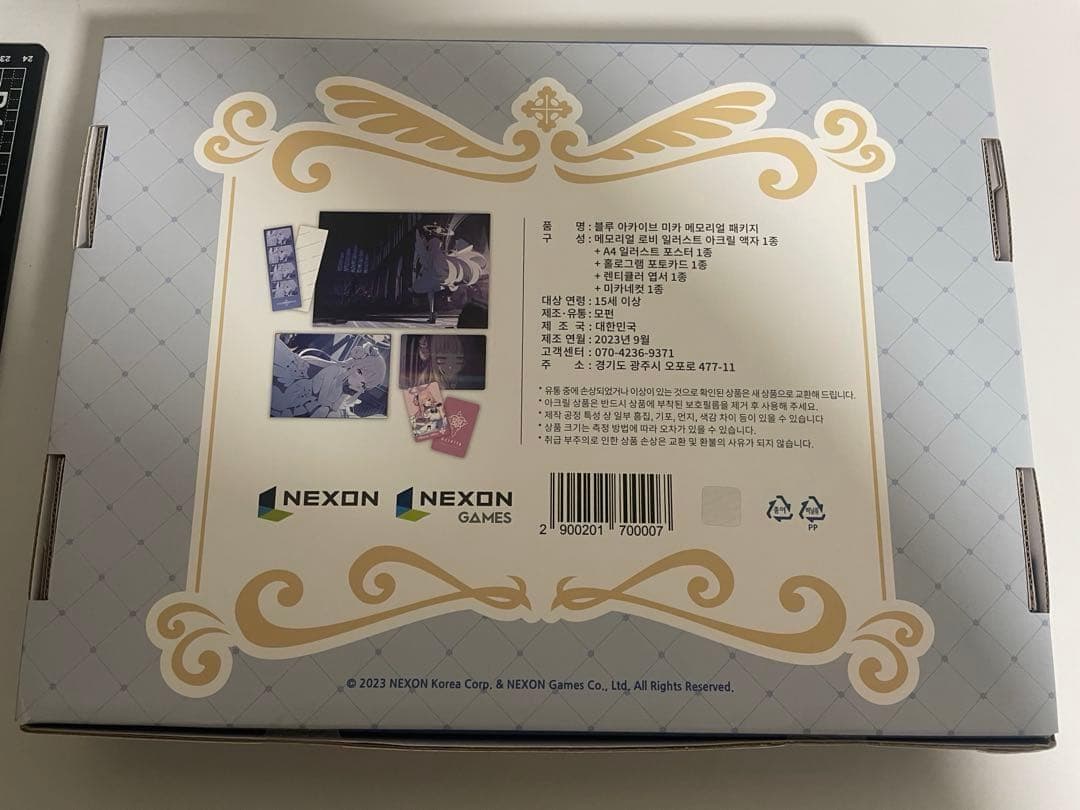 24
23
품 명 : 블루 아카이브 미카 메모리얼 패키지
구 성 : 메모리얼 로비 일러스트 아크릴 액자 1종
+ A4 일러스트 포스터 1종
+ 홀로그램 포토카드 1종
+ 렌티큘러 엽서 1종
+ 미카네컷 1종
대상 연령 : 15세 이상
제조·유통 : 모펀
제 조 국 : 대한민국
제조 연월 : 2023년 9월
고객센터 : 070-4236-9371
주 소 : 경기도 광주시 오포로 477-11
* 유통 중에 손상되었거나 이상이 있는 것으로 확인된 상품은 새 상품으로 교환해 드립니다.
* 아크릴 상품은 반드시 상품에 부착된 보호필름을 제거 후 사용해 주세요.
* 제작 공정 특성 상 일부 흠집, 기포, 먼지, 색감 차이 등이 있을 수 있습니다
* 상품 크기는 측정 방법에 따라 오차가 있을 수 있습니다.
* 취급 부주의로 인한 상품 손상은 교환 및 환불의 사유가 되지 않습니다.
NEXON
NEXON
GAMES
2 900201 700007
종이
PP
© 2023 NEXON Korea Corp. & NEXON Games Co., Ltd. All Rights Reserved.